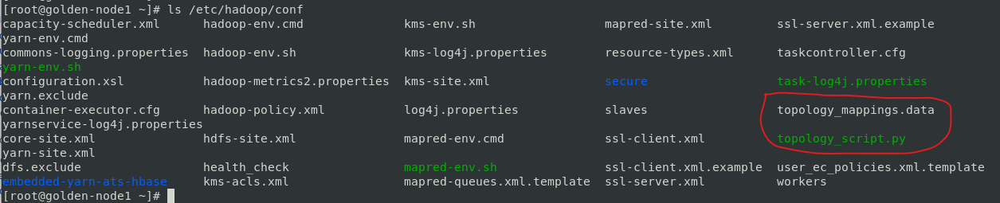 [root@golden-node1 ~]# ls /etc/hadoop/conf
capacity-scheduler.xml hadoop-env.cmd kms-env.sh mapred-site.xml ssl-server.xml.example
yarn-env.cmd
commons-logging.properties hadoop-env.sh kms-log4j.properties resource-types.xml taskcontroller.cfg
yarn-env.sh
configuration.xsl hadoop-metrics2.properties kms-site.xml secure task-log4j.properties
yarn.exclude
container-executor.cfg hadoop-policy.xml log4j.properties slaves topology_mappings.data
yarnservice-log4j.properties
core-site.xml hdfs-site.xml mapred-env.cmd ssl-client.xml topology_script.py
yarn-site.xml
dfs.exclude health_check mapred-env.sh ssl-client.xml.example user_ec_policies.xml.template
embedded-yarn-ats-hbase kms-acls.xml mapred-queues.xml.template ssl-server.xml workers
[root@golden-node1 ~]#